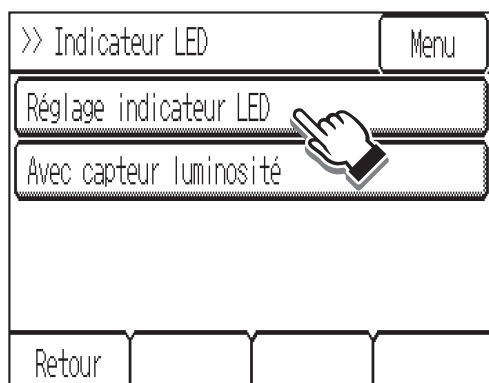 >> Indicateur LED
Menu
Réglage indicateur LED
Avec capteur luminosité
Retour